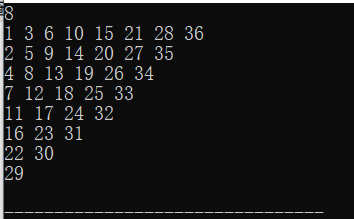 8
1 3 6 10 15 21 28 36
2 5 9 14 20 27 35
4 8 13 19 26 34
7 12 18 25 33
11 17 24 32
16 23 31
22 30
29
--------------------------------